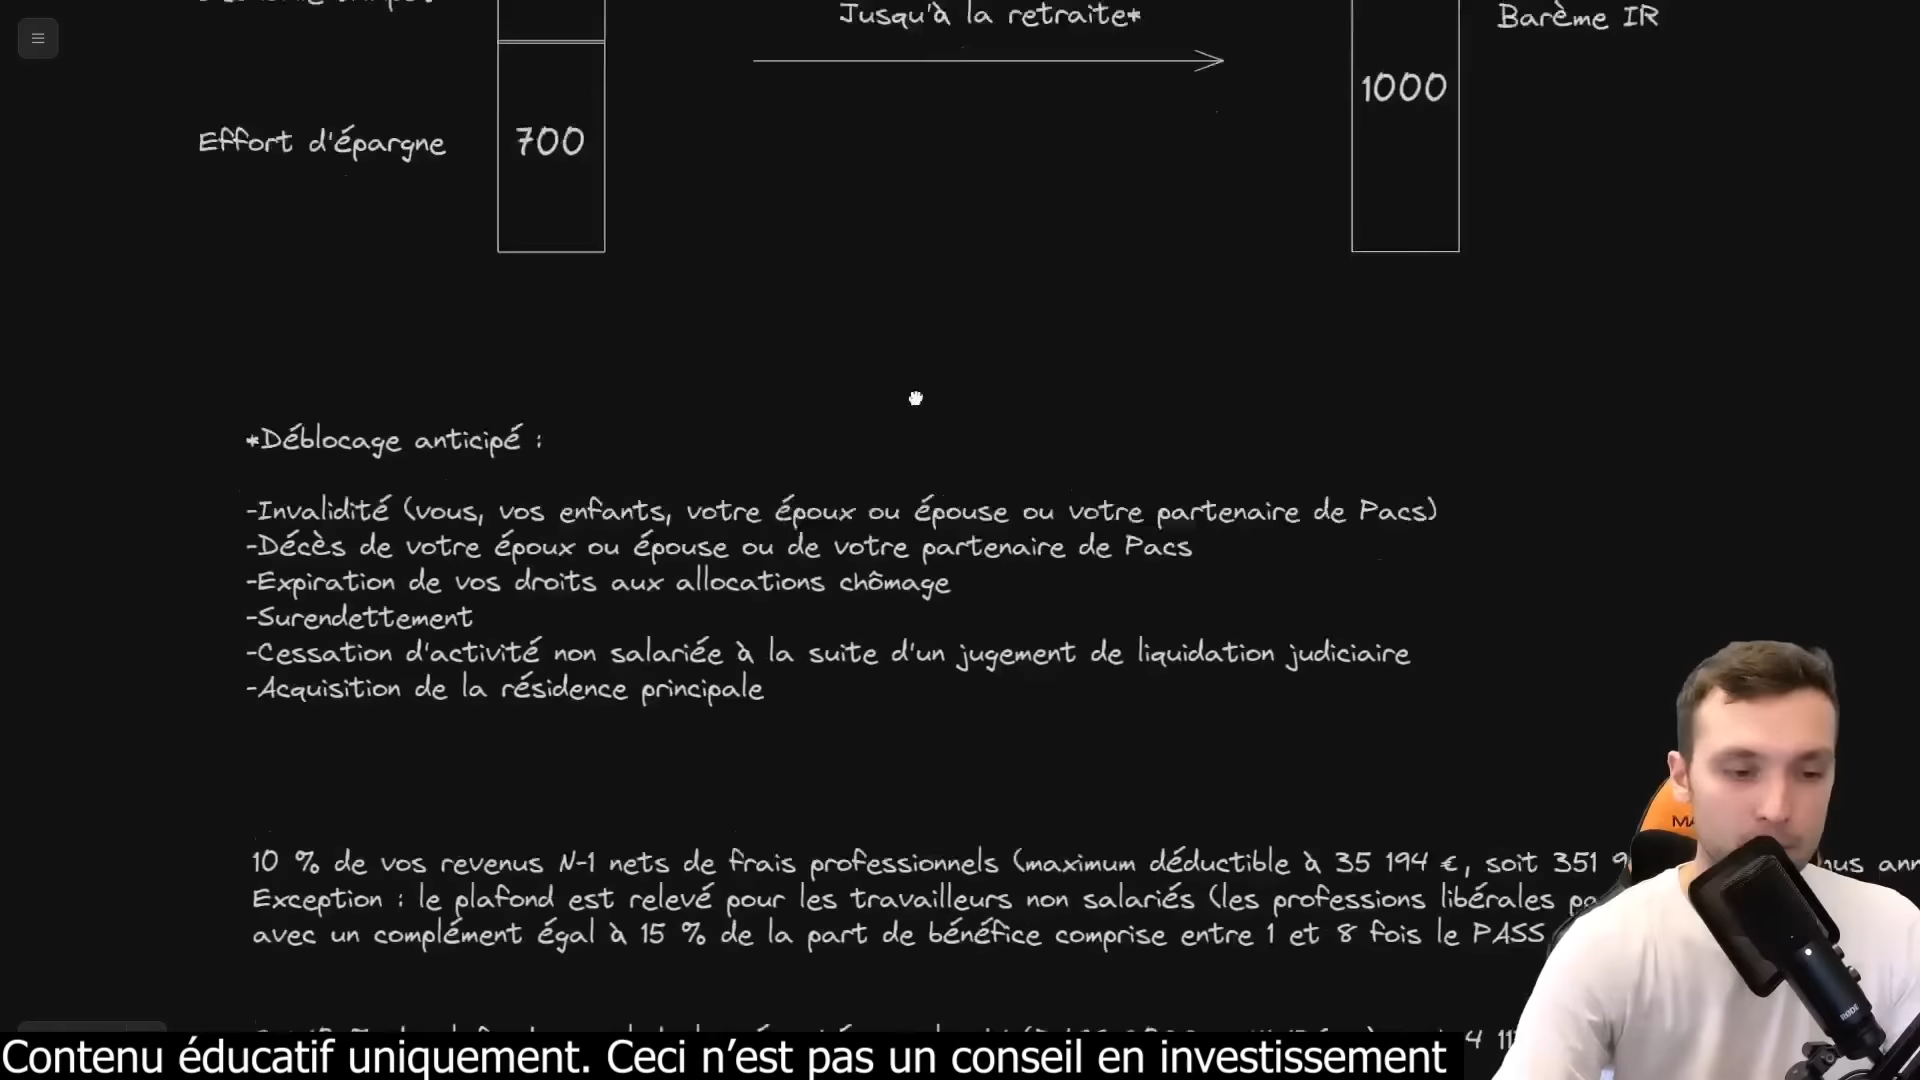 Jusqu'à la retraite*
Barème IR
1000
Effort d'épargne
700
*Déblocage anticipé :
-Invalidité (vous, vos enfants, votre époux ou épouse ou votre partenaire de Pacs)
-Décès de votre époux ou épouse ou de votre partenaire de Pacs
-Expiration de vos droits aux allocations chômage
-Surendettement
-Cessation d'activité non salariée à la suite d'un jugement de liquidation judiciaire
-Acquisition de la résidence principale
10 % de vos revenus N-1 nets de frais professionnels (maximum déductible à 35 194 €, soit 351 9
Exception : le plafond est relevé pour les travailleurs non salariés (les professions libérales
avec un complément égal à 15 % de la part de bénéfice comprise entre 1 et 8 fois le PASS
Contenu éducatif uniquement. Ceci n’est pas un conseil en investissement
RØDE